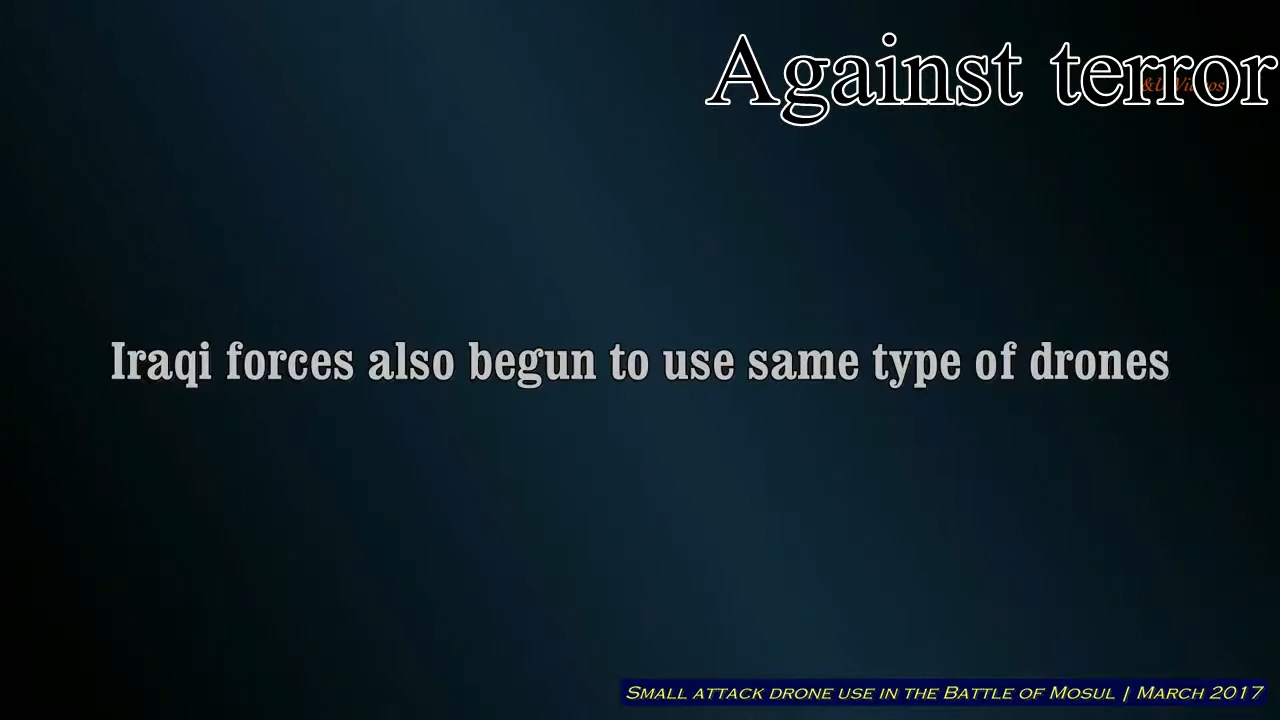 Against terror
Iraqi forces also begun to use same type of drones
Small attack drone use in the Battle of Mosul | March 2017